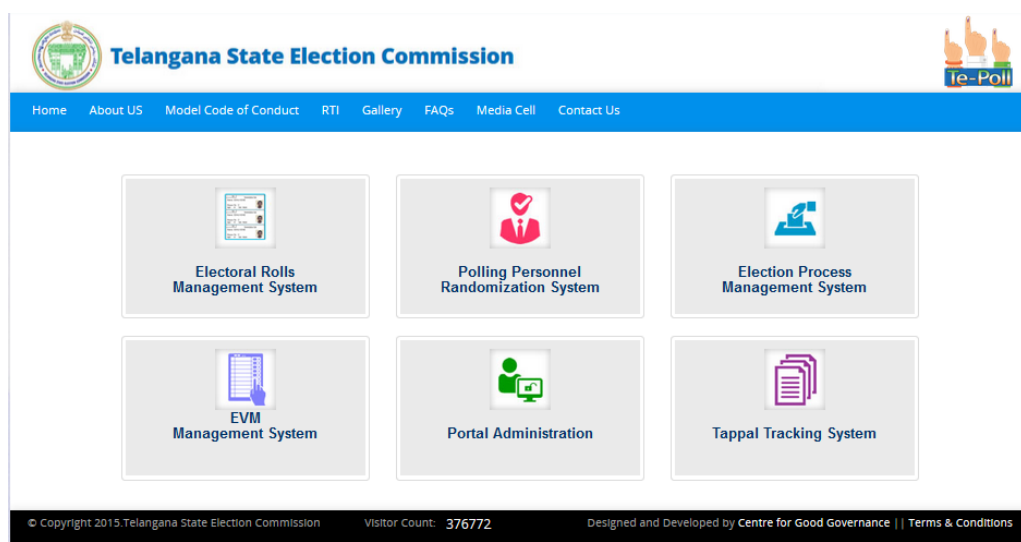 Telangana State Election Commission
Te-Poll
Home About US Model Code of Conduct RTI Gallery FAQs Media Cell Contact Us
Electoral Rolls
Management System
Polling Personnel
Randomization System
Election Process
Management System
EVM
Management System
Portal Administration
Tappal Tracking System
© Copyright 2015.Telangana State Election Commission Visitor Count: 376772 Designed and Developed by Centre for Good Governance || Terms & Conditions